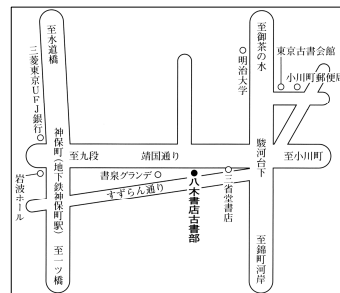 至水道橋
三菱東京UFJ銀行
神保町（地下鉄神保町駅）
至一ツ橋
岩波ホール
至九段
靖国通り
書泉グランデ
すずらん通り
八木書店古書部
三省堂書店
明治大学
至御茶の水
東京古書会館
小川町郵便局
駿河台下
至小川町
至錦町河岸